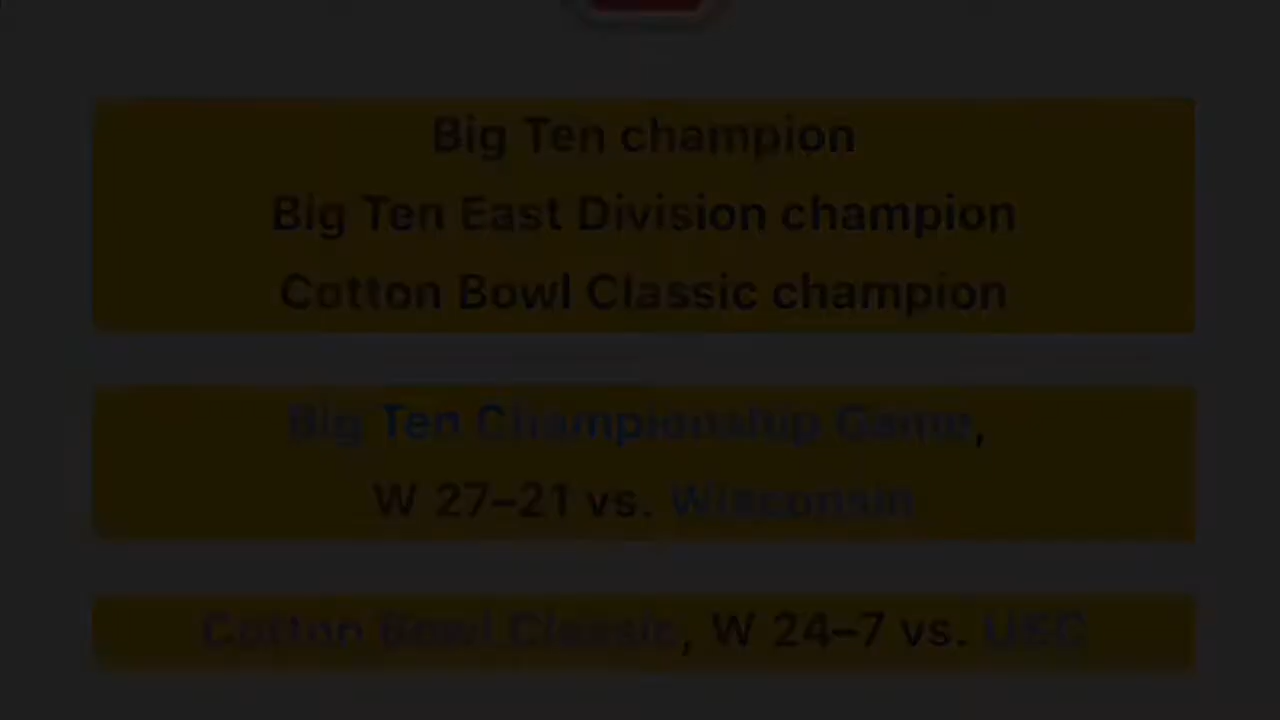 Big Ten champion
Big Ten East Division champion
Cotton Bowl Classic champion
Big Ten Championship Game,
W 27–21 vs. Wisconsin
Cotton Bowl Classic, W 24–7 vs. USC